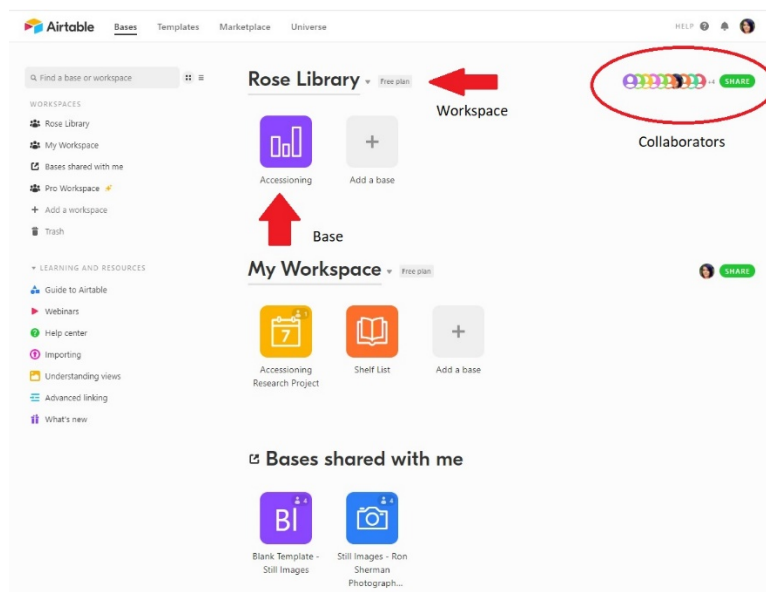 Airtable Bases Templates Marketplace Universe HELP
Find a base or workspace
WORKSPACES
Rose Library
My Workspace
Bases shared with me
Pro Workspace
Add a workspace
Trash
LEARNING AND RESOURCES
Guide to Airtable
Webinars
Help center
Importing
Understanding views
Advanced linking
What's new
Rose Library Free plan
+4 SHARE
Workspace
Collaborators
Accessioning Add a base
Base
My Workspace Free plan
SHARE
1
7
Accessioning Shelf List Add a base
Research Project
Bases shared with me
4 4
Bl
Blank Template - Still Images - Ron
Still Images Sherman
Photograph...